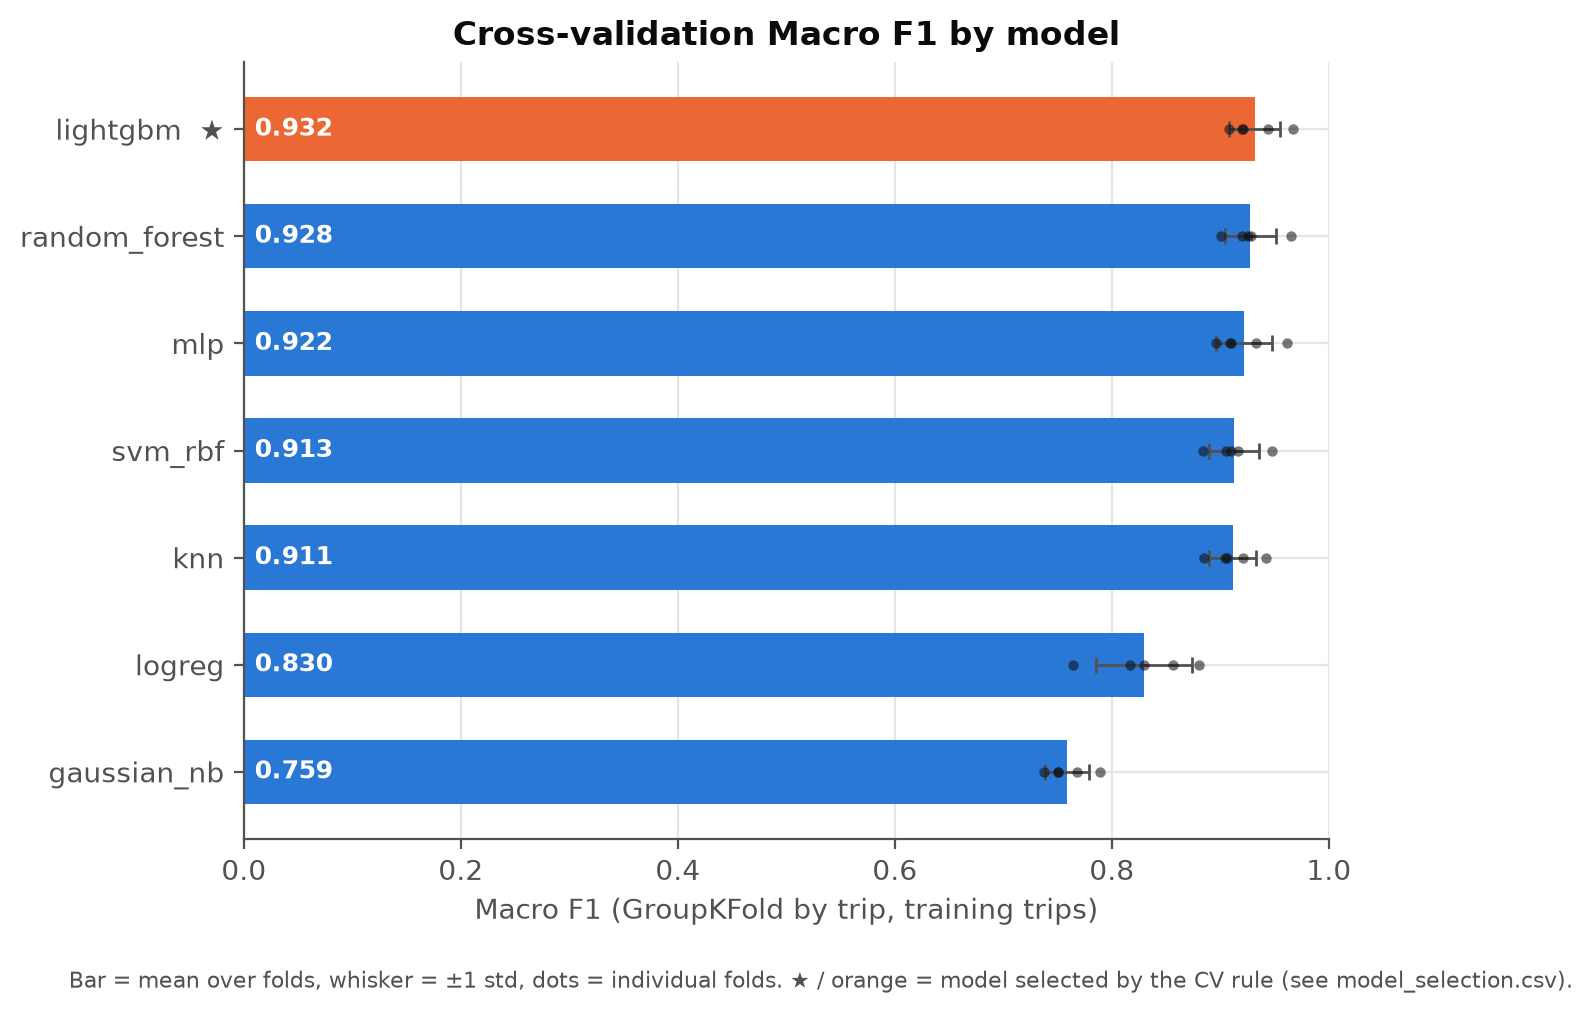 Cross-validation Macro F1 by model
lightgbm ★ 0.932
random_forest 0.928
mlp 0.922
svm_rbf 0.913
knn 0.911
logreg 0.830
gaussian_nb 0.759
0.0 0.2 0.4 0.6 0.8 1.0
Macro F1 (GroupKFold by trip, training trips)
Bar = mean over folds, whisker = ±1 std, dots = individual folds. ★ / orange = model selected by the CV rule (see model_selection.csv).